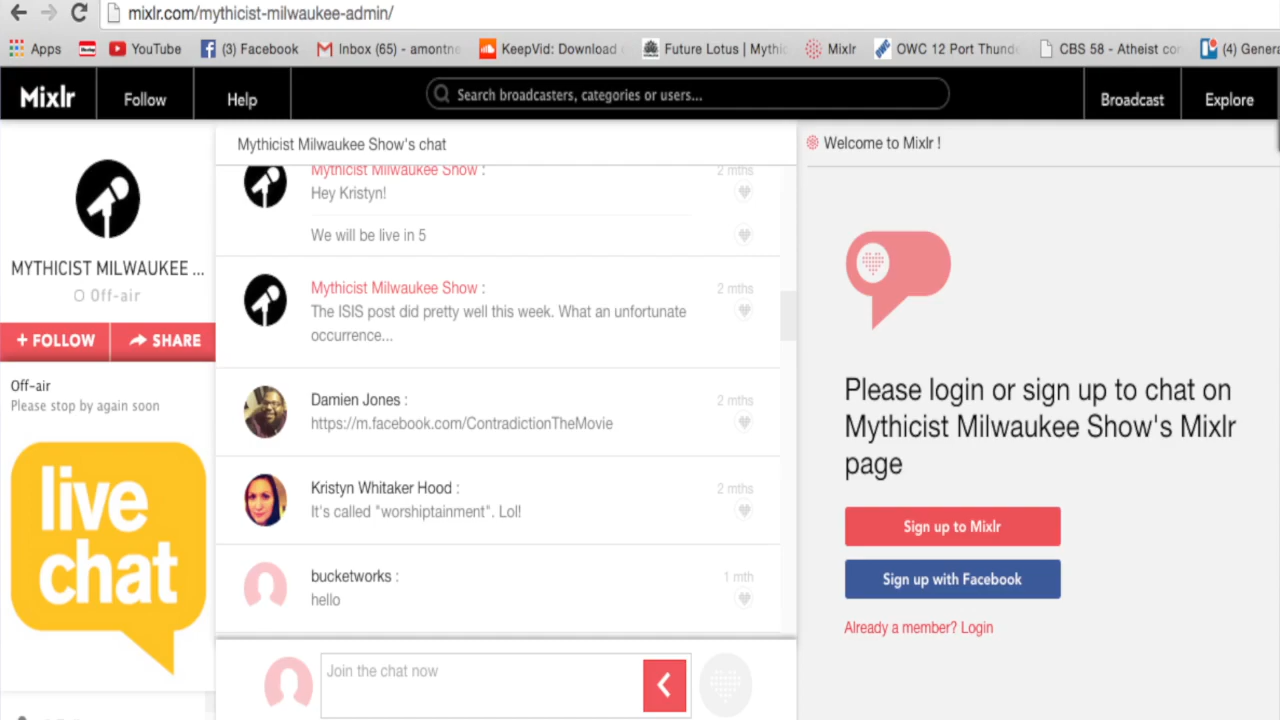 mixlr.com/mythicist-milwaukee-admin/
Apps
YouTube
(3) Facebook
Inbox (65) - amontne
KeepVid: Download
Future Lotus | Mythic
Mixlr
OWC 12 Port Thund
CBS 58 - Atheist co
(4) Genera
Mixlr
Follow
Help
Search broadcasters, categories or users...
Broadcast
Explore
MYTHICIST MILWAUKEE ...
Off-air
+ FOLLOW
SHARE
Off-air
Please stop by again soon
live
chat
Mythicist Milwaukee Show's chat
Mythicist Milwaukee Show :
2 mths
Hey Kristyn!
We will be live in 5
Mythicist Milwaukee Show :
2 mths
The ISIS post did pretty well this week. What an unfortunate
occurrence...
Damien Jones :
2 mths
https://m.facebook.com/ContradictionTheMovie
Kristyn Whitaker Hood :
2 mths
It's called "worshiptainment". Lol!
bucketworks :
1 mth
hello
Join the chat now
Welcome to Mixlr !
Please login or sign up to chat on
Mythicist Milwaukee Show's Mixlr
page
Sign up to Mixlr
Sign up with Facebook
Already a member? Login